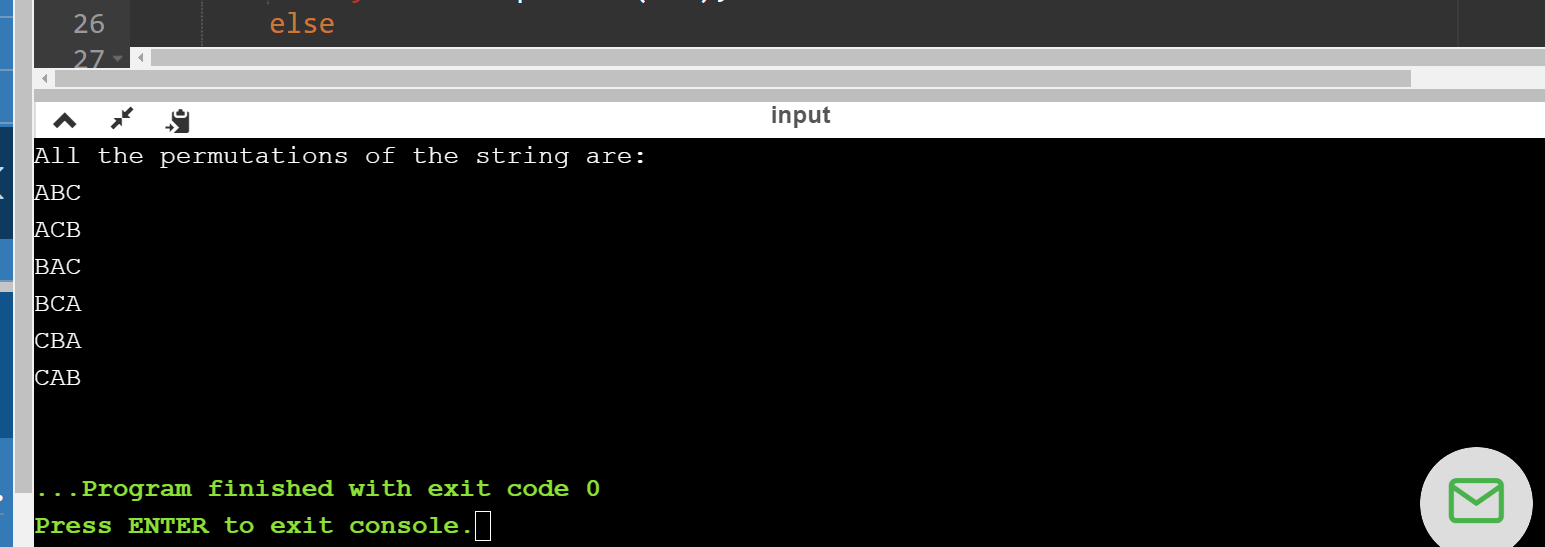 26 else
27
input
All the permutations of the string are:
ABC
ACB
BAC
BCA
CBA
CAB
...Program finished with exit code 0
Press ENTER to exit console.